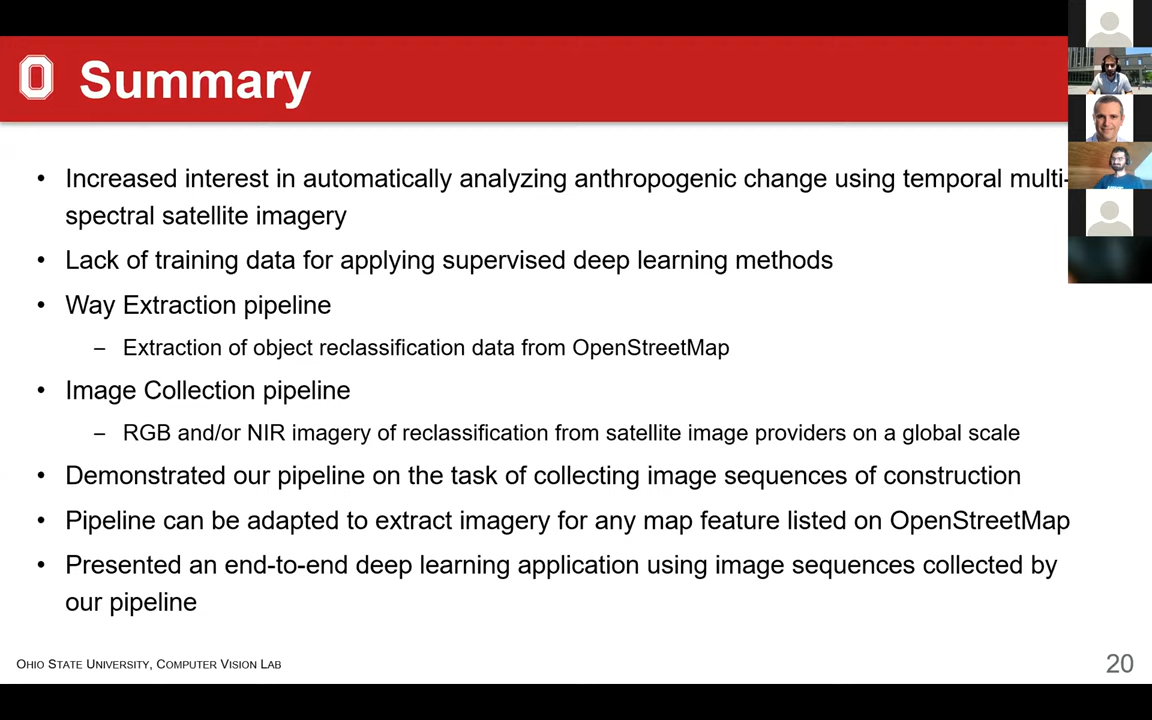 O Summary
• Increased interest in automatically analyzing anthropogenic change using temporal multi-
spectral satellite imagery
• Lack of training data for applying supervised deep learning methods
• Way Extraction pipeline
– Extraction of object reclassification data from OpenStreetMap
• Image Collection pipeline
– RGB and/or NIR imagery of reclassification from satellite image providers on a global scale
• Demonstrated our pipeline on the task of collecting image sequences of construction
• Pipeline can be adapted to extract imagery for any map feature listed on OpenStreetMap
• Presented an end-to-end deep learning application using image sequences collected by
our pipeline
OHIO STATE UNIVERSITY, COMPUTER VISION LAB
20